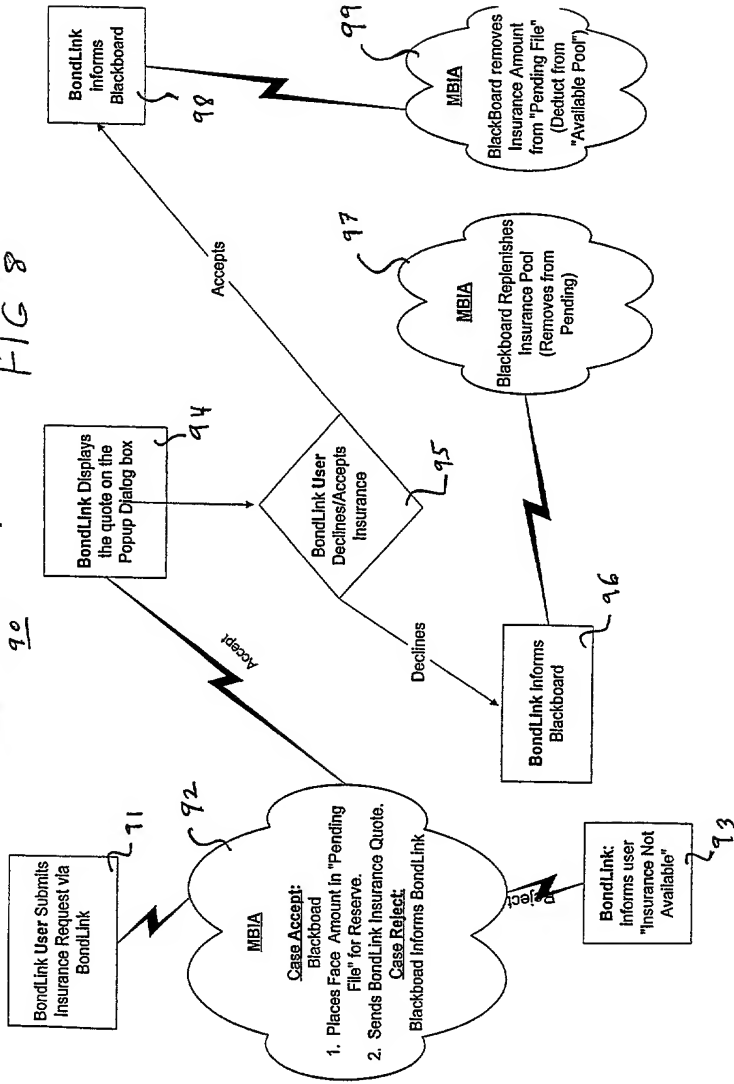 FIG 8
90
BondLink User Submits
Insurance Request via
BondLink
91
MBIA
Case Accept:
Blackboad
1. Places Face Amount in "Pending
File" for Reserve.
2. Sends BondLink Insurance Quote.
Case Reject:
Blackboad Informs BondLink
92
Reject
BondLink:
Informs user
"Insurance Not
Available"
93
Accept
BondLink Displays
the quote on the
Popup Dialog box
94
BondLink User
Declines/Accepts
Insurance
95
Declines
BondLink Informs
Blackboard
96
MBIA
Blackboard Replenishes
Insurance Pool
(Removes from
Pending)
97
Accepts
BondLink
informs
Blackboard
98
MBIA
BlackBoard removes
Insurance Amount
from "Pending File"
(Deduct from
"Available Pool")
99